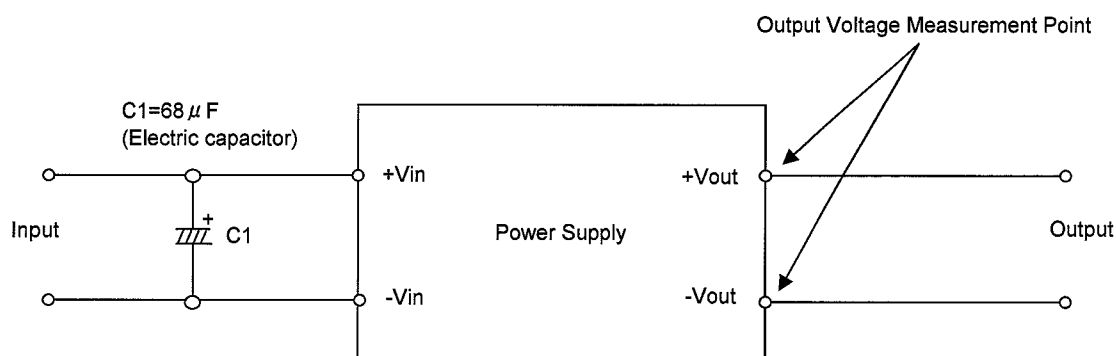 Output Voltage Measurement Point
C1=68μF
(Electric capacitor)
+Vin
+Vout
Input
+
C1
Power Supply
Output
-Vin
-Vout